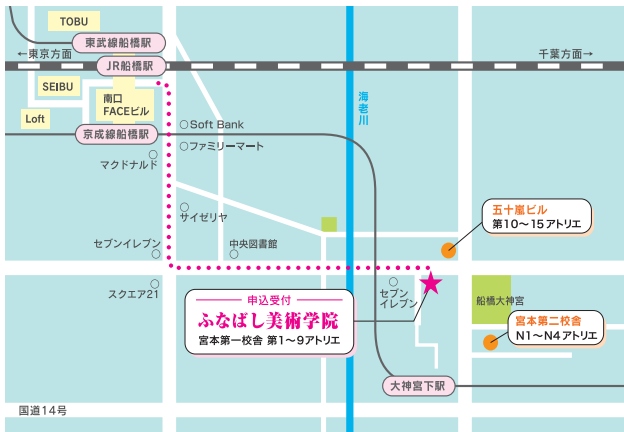 TOBU
東武線船橋駅
←東京方面
千葉方面→
JR船橋駅
SEIBU
南口
FACEビル
海老川
Loft
京成線船橋駅
Soft Bank
ファミリーマート
マクドナルド
サイゼリヤ
五十嵐ビル
第10〜15アトリエ
セブンイレブン
中央図書館
スクエア21
セブン
イレブン
船橋大神宮
申込受付
ふなばし美術学院
宮本第一校舎 第1〜9アトリエ
宮本第二校舎
N1〜N4アトリエ
大神宮下駅
国道14号